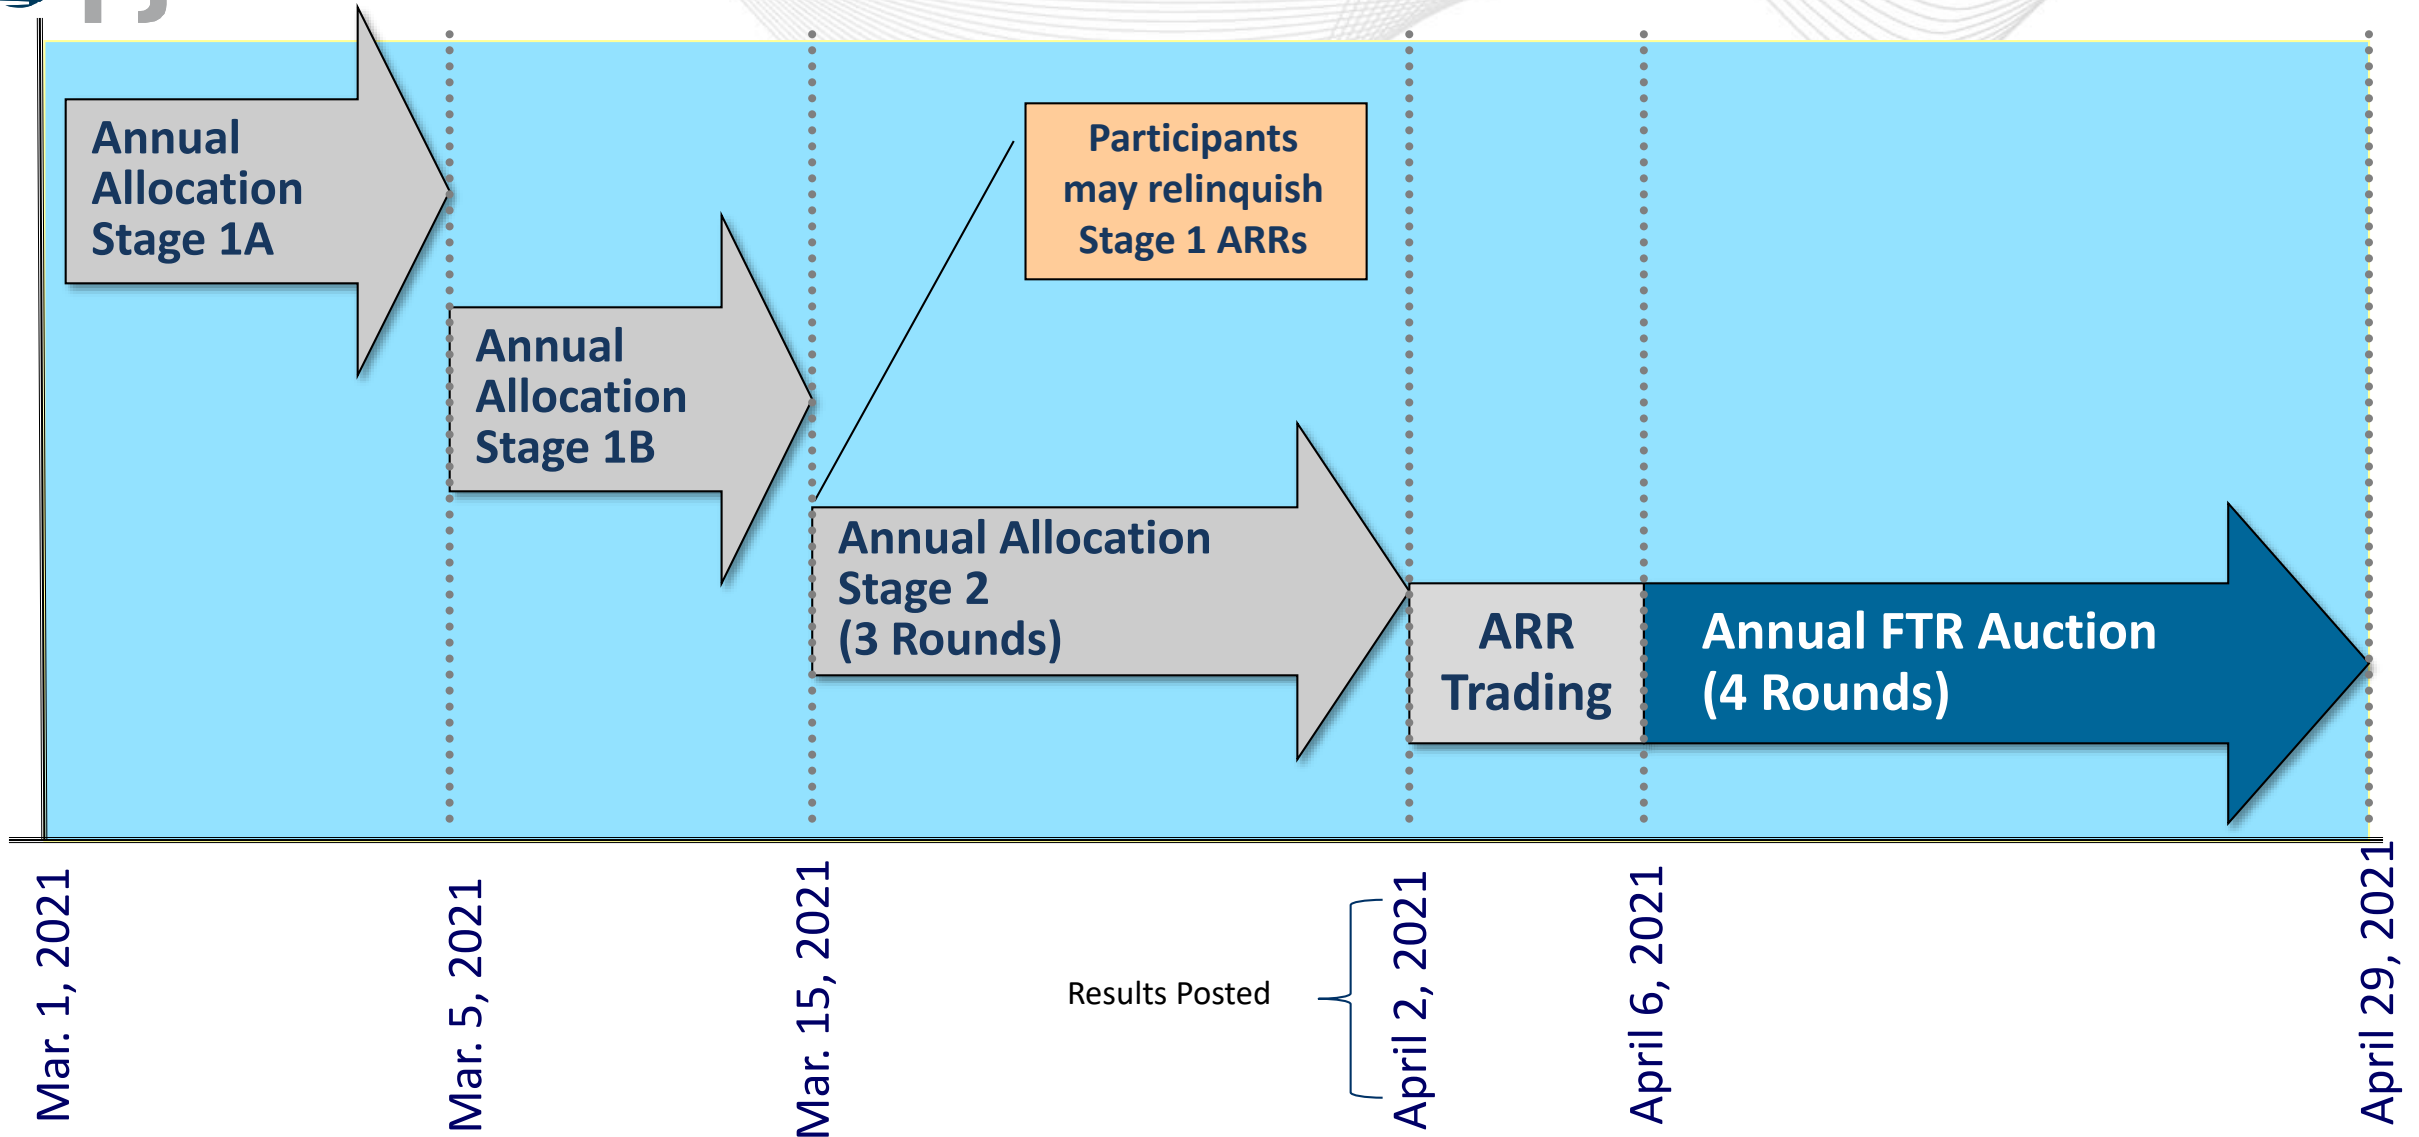 Annual
Allocation
Stage 1A
Annual
Allocation
Stage 1B
Participants
may relinquish
Stage 1 ARRs
Annual Allocation
Stage 2
(3 Rounds)
ARR
Trading
Annual FTR Auction
(4 Rounds)
Mar. 1, 2021
Mar. 5, 2021
Mar. 15, 2021
Results Posted
April 2, 2021
April 6, 2021
April 29, 2021